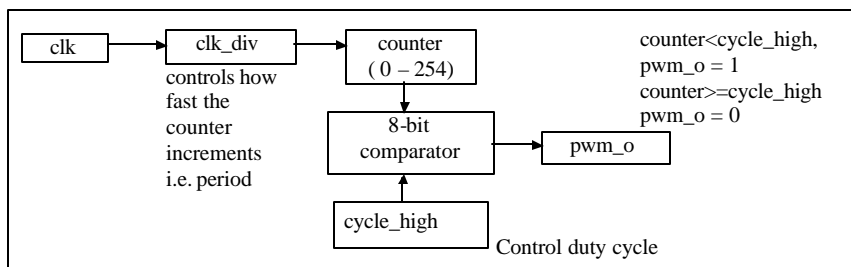 clk
clk_div
counter
( 0 – 254)
counter<cycle_high,
pwm_o = 1
counter>=cycle_high
pwm_o = 0
controls how
fast the
counter
increments
i.e. period
8-bit
comparator
pwm_o
cycle_high
Control duty cycle